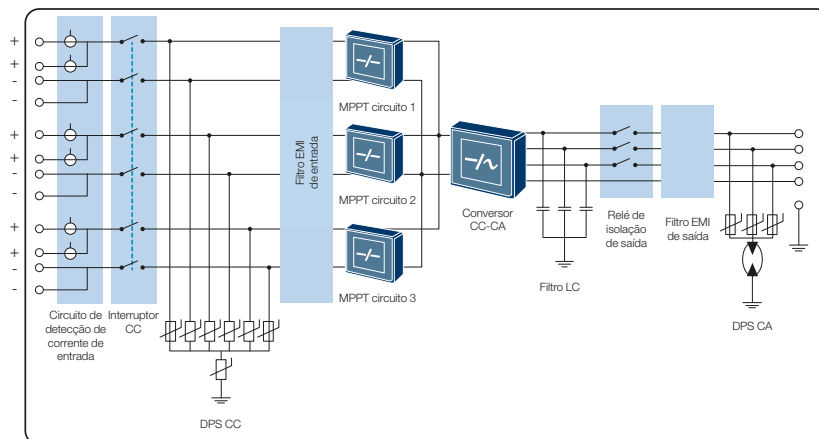 +
+
-
-
+
+
-
-
+
+
-
-
Circuito de
detecção de
corrente de
entrada
Interruptor
CC
DPS CC
Filtro EMI
de entrada
MPPT circuito 1
MPPT circuito 2
MPPT circuito 3
Conversor
CC-CA
Filtro LC
Relé de
isolação
de saída
Filtro EMI
de saída
DPS CA